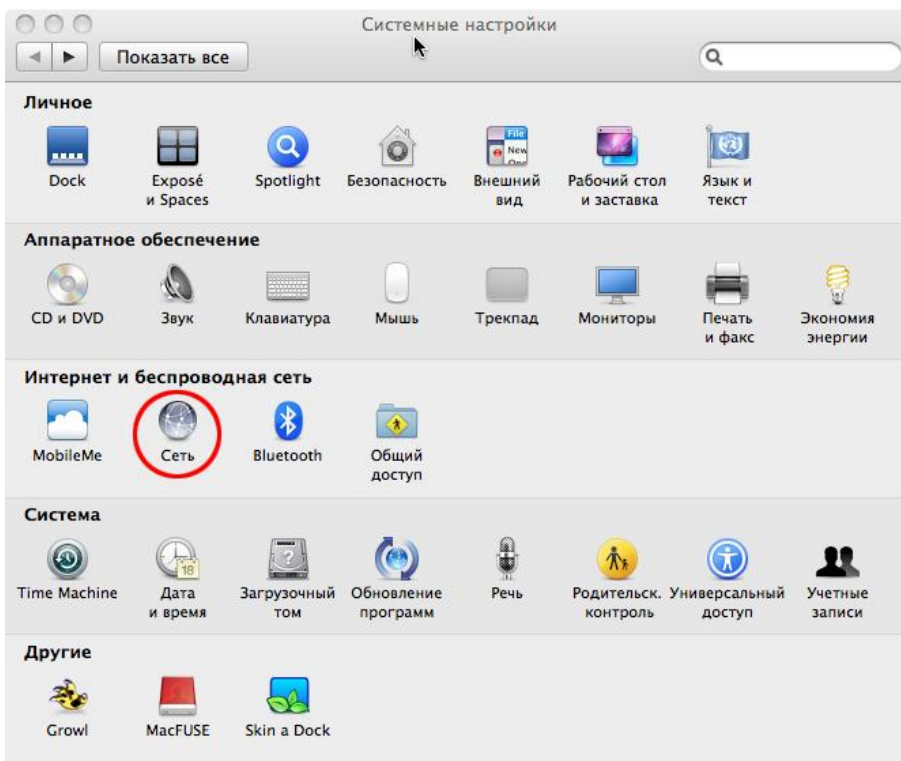 Системные настройки
Показать все
Личное
Dock
Exposé
и Spaces
Spotlight
Безопасность
Внешний
вид
Рабочий стол
и заставка
Язык и
текст
File
New
Аппаратное обеспечение
CD и DVD
Звук
Клавиатура
Мышь
Трекпад
Мониторы
Печать
и факс
Экономия
энергии
Интернет и беспроводная сеть
MobileMe
Сеть
Bluetooth
Общий
доступ
Система
Time Machine
18
Дата
и время
?
Загрузочный
том
Обновление
программ
Речь
Родительск.
контроль
Универсальный
доступ
Учетные
записи
Другие
Growl
MacFUSE
Skin a Dock